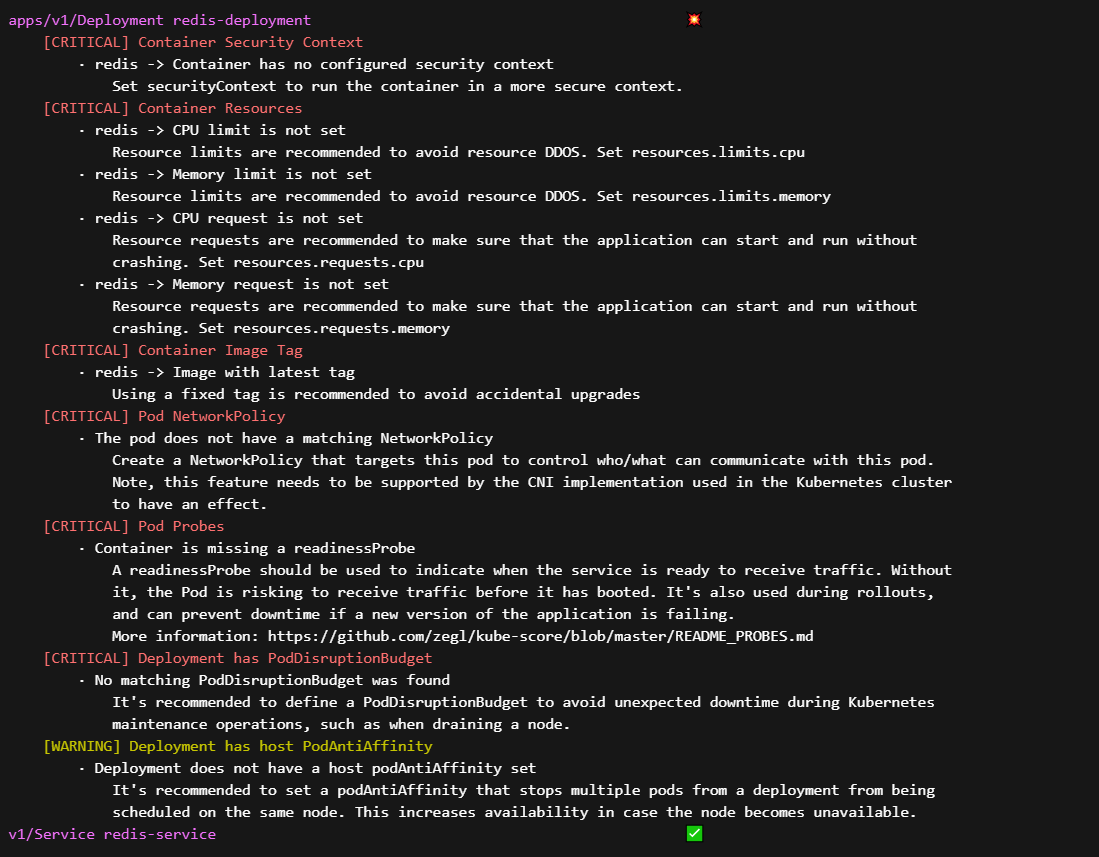 apps/v1/Deployment redis-deployment 💥
[CRITICAL] Container Security Context
· redis -> Container has no configured security context
Set securityContext to run the container in a more secure context.
[CRITICAL] Container Resources
· redis -> CPU limit is not set
Resource limits are recommended to avoid resource DDOS. Set resources.limits.cpu
· redis -> Memory limit is not set
Resource limits are recommended to avoid resource DDOS. Set resources.limits.memory
· redis -> CPU request is not set
Resource requests are recommended to make sure that the application can start and run without
crashing. Set resources.requests.cpu
· redis -> Memory request is not set
Resource requests are recommended to make sure that the application can start and run without
crashing. Set resources.requests.memory
[CRITICAL] Container Image Tag
· redis -> Image with latest tag
Using a fixed tag is recommended to avoid accidental upgrades
[CRITICAL] Pod NetworkPolicy
· The pod does not have a matching NetworkPolicy
Create a NetworkPolicy that targets this pod to control who/what can communicate with this pod.
Note, this feature needs to be supported by the CNI implementation used in the Kubernetes cluster
to have an effect.
[CRITICAL] Pod Probes
· Container is missing a readinessProbe
A readinessProbe should be used to indicate when the service is ready to receive traffic. Without
it, the Pod is risking to receive traffic before it has booted. It's also used during rollouts,
and can prevent downtime if a new version of the application is failing.
More information: https://github.com/zegl/kube-score/blob/master/README_PROBES.md
[CRITICAL] Deployment has PodDisruptionBudget
· No matching PodDisruptionBudget was found
It's recommended to define a PodDisruptionBudget to avoid unexpected downtime during Kubernetes
maintenance operations, such as when draining a node.
[WARNING] Deployment has host PodAntiAffinity
· Deployment does not have a host podAntiAffinity set
It's recommended to set a podAntiAffinity that stops multiple pods from a deployment from being
scheduled on the same node. This increases availability in case the node becomes unavailable.
v1/Service redis-service ✅